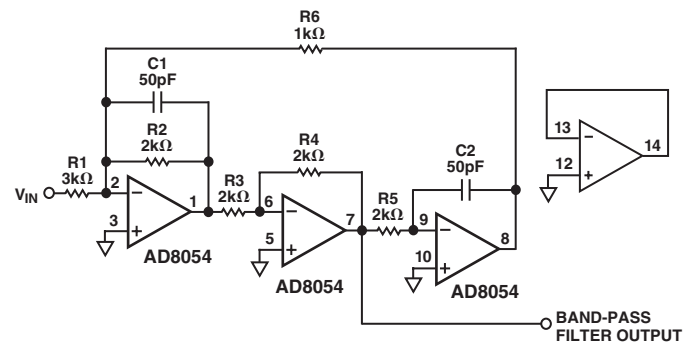 R6
1kΩ
C1
50pF
R2
2kΩ
R4
2kΩ
C2
50pF
13
14
12
R1
3kΩ
VIN
2
1
3
R3
2kΩ
6
7
5
R5
2kΩ
9
8
10
AD8054
AD8054
AD8054
BAND-PASS
FILTER OUTPUT